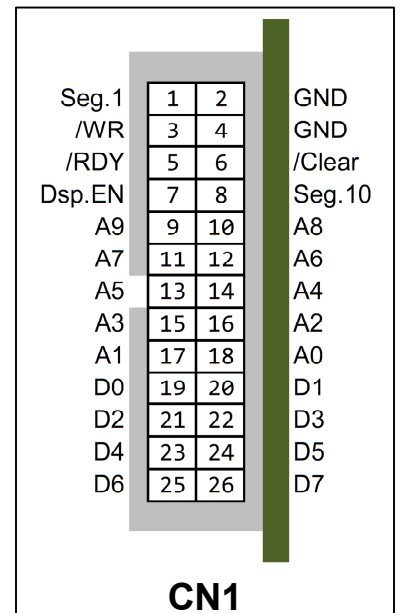 Seg.1 1 2 GND
/WR 3 4 GND
/RDY 5 6 /Clear
Dsp.EN 7 8 Seg.10
A9 9 10 A8
A7 11 12 A6
A5 13 14 A4
A3 15 16 A2
A1 17 18 A0
D0 19 20 D1
D2 21 22 D3
D4 23 24 D5
D6 25 26 D7
CN1